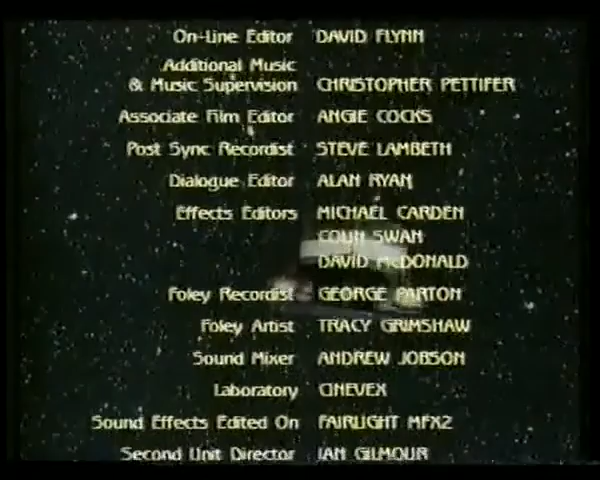 On-Line Editor DAVID FLYNN
Additional Music
& Music Supervision CHRISTOPHER PETTIFER
Associate Film Editor ANGIE COCKS
Post Sync Recordist STEVE LAMBETH
Dialogue Editor ALAN RYAN
Effects Editors MICHAEL CARDEN
COLIN SWAN
DAVID McDONALD
Foley Recordist GEORGE PARTON
Foley Artist TRACY GRIMSHAW
Sound Mixer ANDREW JOBSON
Laboratory CINEVEX
Sound Effects Edited On FAIRLIGHT MFX2
Second Unit Director IAN GILMOUR